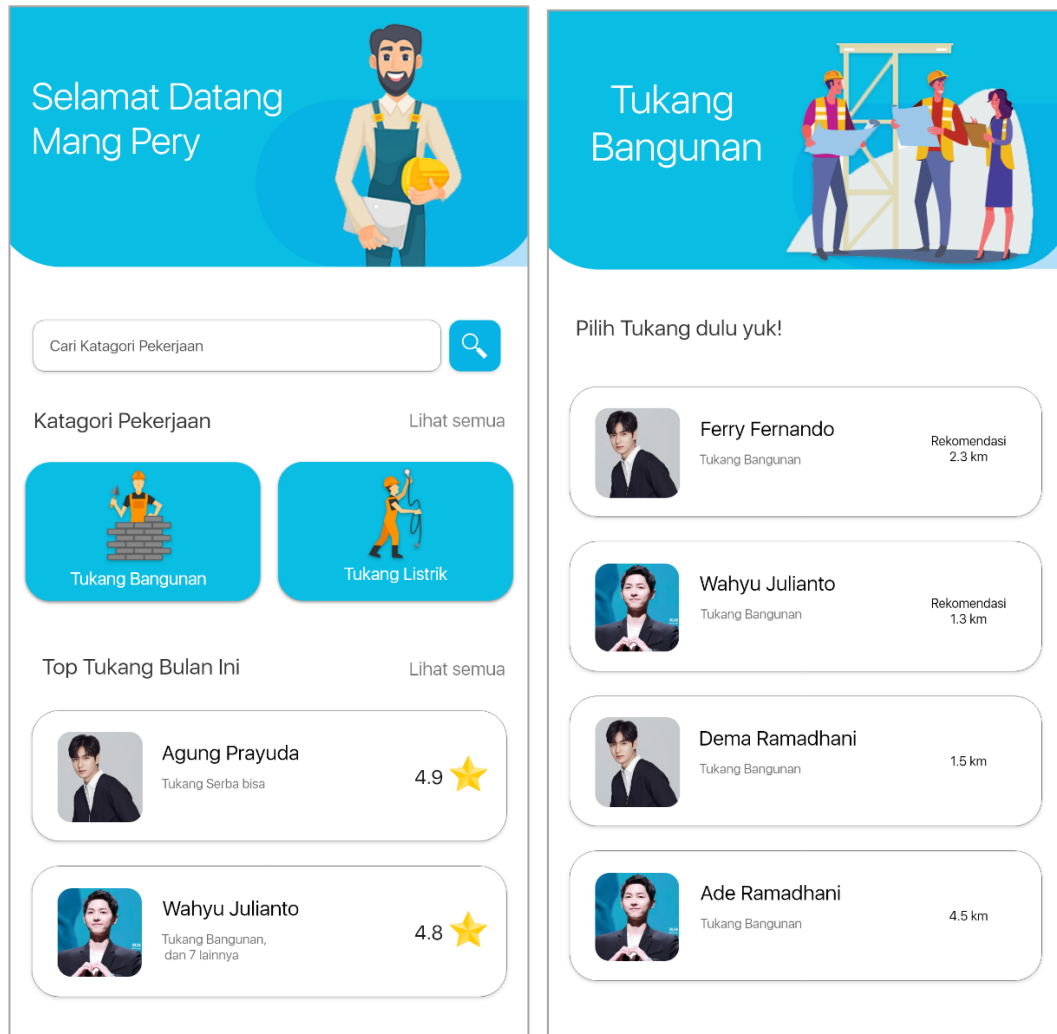 Selamat Datang
Mang Pery
Cari Katagori Pekerjaan
Katagori Pekerjaan
Lihat semua
Tukang Bangunan
Tukang Listrik
Top Tukang Bulan Ini
Lihat semua
Agung Prayuda
Tukang Serba bisa
4.9
Wahyu Julianto
Tukang Bangunan,
dan 7 lainnya
4.8
Tukang
Bangunan
Pilih Tukang dulu yuk!
Ferry Fernando
Tukang Bangunan
Rekomendasi
2.3 km
Wahyu Julianto
Tukang Bangunan
Rekomendasi
1.3 km
Dema Ramadhani
Tukang Bangunan
1.5 km
Ade Ramadhani
Tukang Bangunan
4.5 km